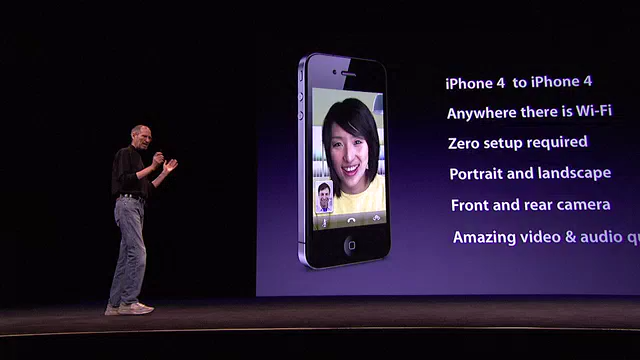 iPhone 4 to iPhone 4
Anywhere there is Wi-Fi
Zero setup required
Portrait and landscape
Front and rear camera
Amazing video & audio qu